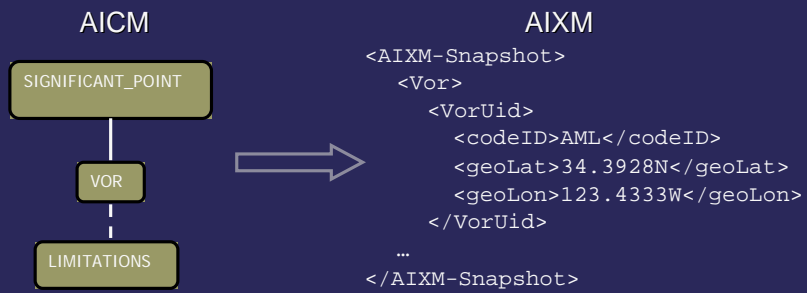 AICM
SIGNIFICANT_POINT
VOR
LIMITATIONS
AIXM
<AIXM-Snapshot>
<Vor>
<VorUid>
<codeID>AML</codeID>
<geoLat>34.3928N</geoLat>
<geoLon>123.4333W</geoLon>
</VorUid>
…
</AIXM-Snapshot>